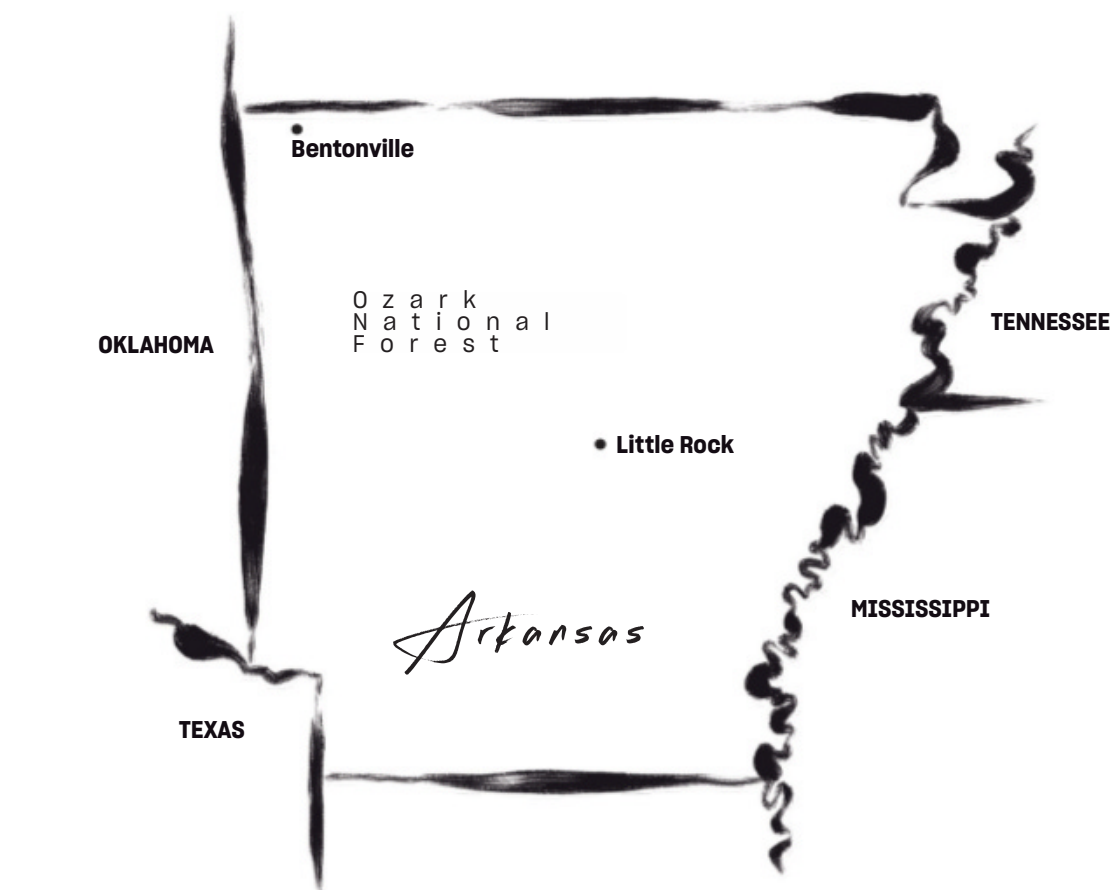 Bentonville
Ozark
National
Forest
TENNESSEE
OKLAHOMA
Little Rock
MISSISSIPPI
Arkansas
TEXAS